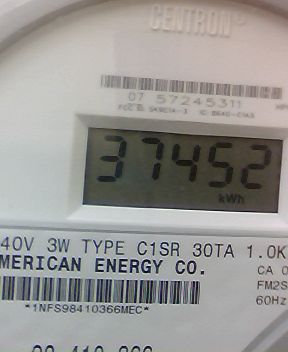 CENTRON®
07 57245311
37452
kWh
40V 3W TYPE C1SR 30TA 1.0K
MERICAN ENERGY CO.
CA 0
FM2S
60Hz
*1NFS98410366MEC*